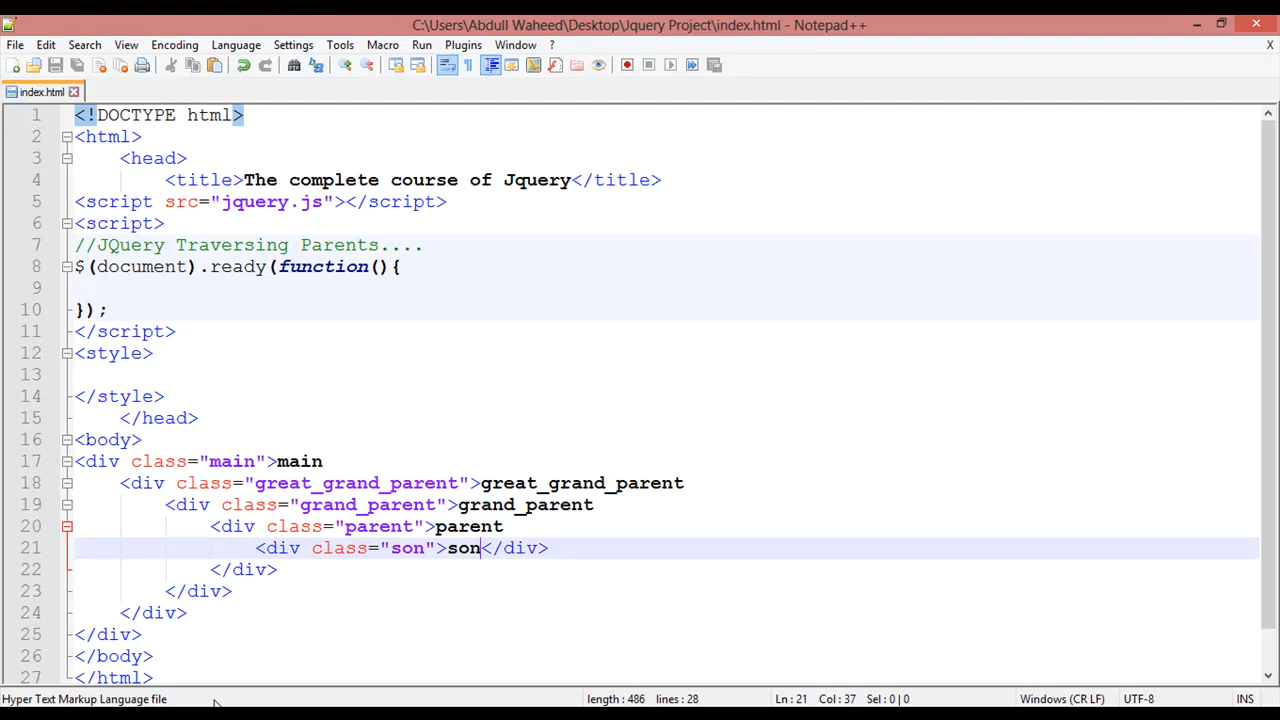 C:\Users\Abdull Waheed\Desktop\Jquery Project\index.html - Notepad++
File Edit Search View Encoding Language Settings Tools Macro Run Plugins Window ? X
index.html
1 <!DOCTYPE html>
2 <html>
3 <head>
4 <title>The complete course of Jquery</title>
5 <script src="jquery.js"></script>
6 <script>
7 //JQuery Traversing Parents....
8 $(document).ready(function(){
9
10 });
11 </script>
12 <style>
13
14 </style>
15 </head>
16 <body>
17 <div class="main">main
18 <div class="great_grand_parent">great_grand_parent
19 <div class="grand_parent">grand_parent
20 <div class="parent">parent
21 <div class="son">son</div>
22 </div>
23 </div>
24 </div>
25 </div>
26 </body>
27 </html>
Hyper Text Markup Language file length : 486 lines : 28 Ln : 21 Col : 37 Sel : 0 | 0 Windows (CR LF) UTF-8 INS